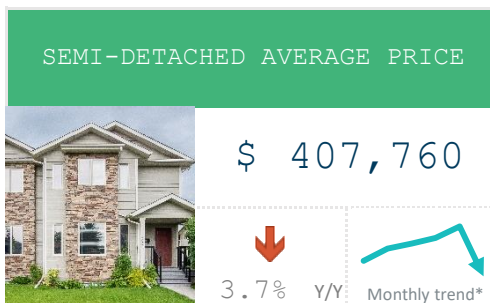 SEMI-DETACHED AVERAGE PRICE
$ 407,760
3.7% Y/Y
Monthly trend*